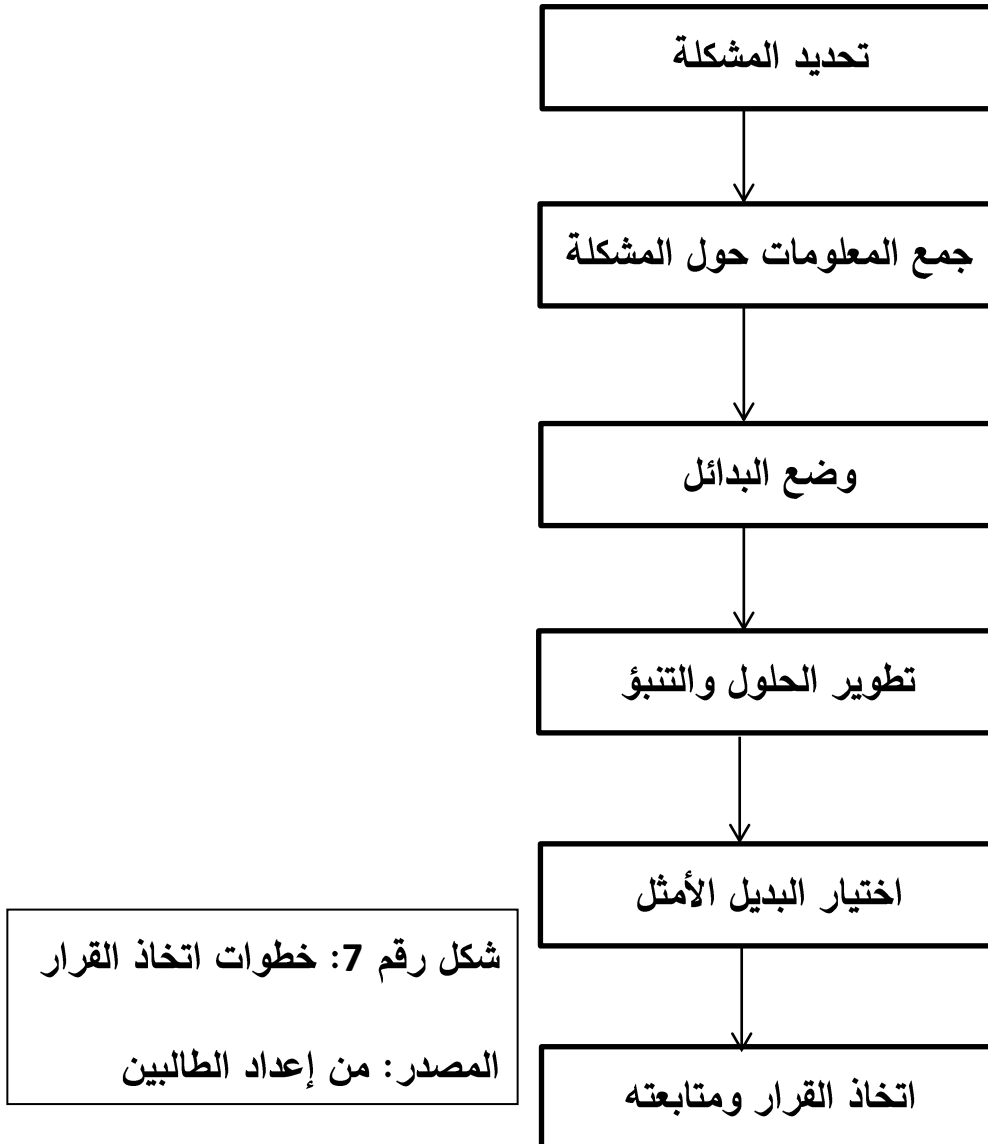 تحديد المشكلة
جمع المعلومات حول المشكلة
وضع البدائل
تطوير الحلول والتنبؤ
اختيار البديل الأمثل
اتخاذ القرار ومتابعته
شكل رقم 7: خطوات اتخاذ القرار
المصدر: من إعداد الطالبين